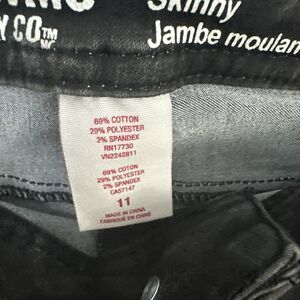 Skinny
Y CO™
Jambe moulan
69% COTTON
29% POLYESTER
2% SPANDEX
RN17730
VN2242811
69% COTON
29% POLYESTER
2% SPANDEX
CA57147
11
MADE IN CHINA
FABRIQUÉ EN CHINE